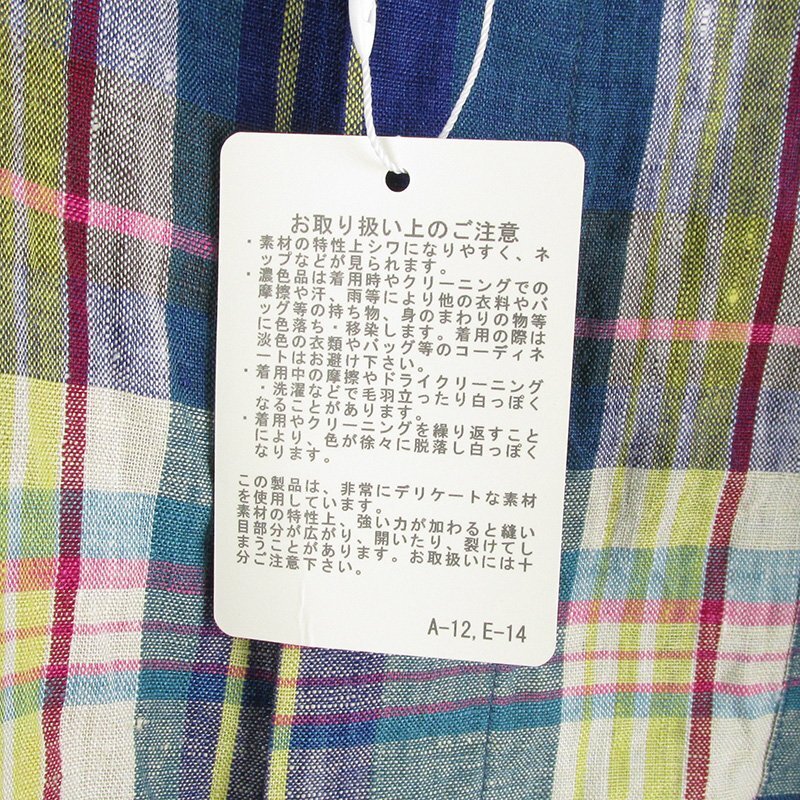 お取り扱い上のご注意
・素材の特性上シワになりやすく、ネ
ップなどが見られます。
・濃色品は着用時やクリーニングでの
摩擦や汗、雨等により他の衣料やバ
ッグ等の持ち物、身のまわりの物等
に色落ち・移染します。着用の際は
淡色の衣類やバッグ等のコーディネ
ートはお避け下さい。
・着用中の摩擦やドライクリーニング
・洗濯などで毛羽立ったり白っぽく
なることがあります。
・着用やクリーニングを繰り返すこと
により、色が徐々に脱落し白っぽく
なります。
この製品は、非常にデリケートな素材
を使用しています。
素材の特性上、強い力が加わると縫い
目部分が広がり、開いたり、裂けてし
まうことがあります。お取扱いには十
分ご注意下さい。
A-12,E-14